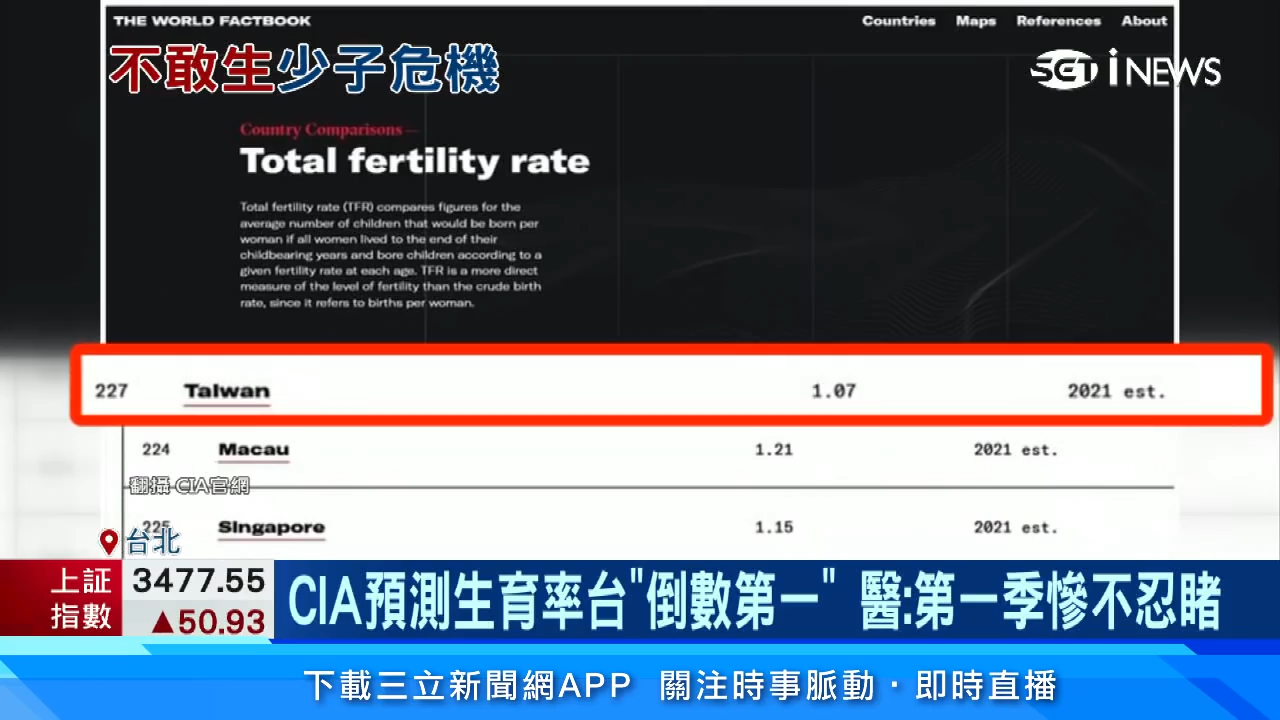 THE WORLD FACTBOOK
Countries Maps References About
不敢生少子危機
SET iNEWS
Country Comparisons —
Total fertility rate
Total fertility rate (TFR) compares figures for the
average number of children that would be born per
woman if all women lived to the end of their
childbearing years and bore children according to a
given fertility rate at each age. TFR is a more direct
measure of the level of fertility than the crude birth
rate, since it refers to births per woman.
227 Taiwan 1.07 2021 est.
224 Macau 1.21 2021 est.
翻攝 CIA官網
225 Singapore 1.15 2021 est.
台北
上証指數 3477.55 ▲50.93
CIA預測生育率台"倒數第一" 醫:第一季慘不忍睹
下載三立新聞網APP 關注時事脈動・即時直播